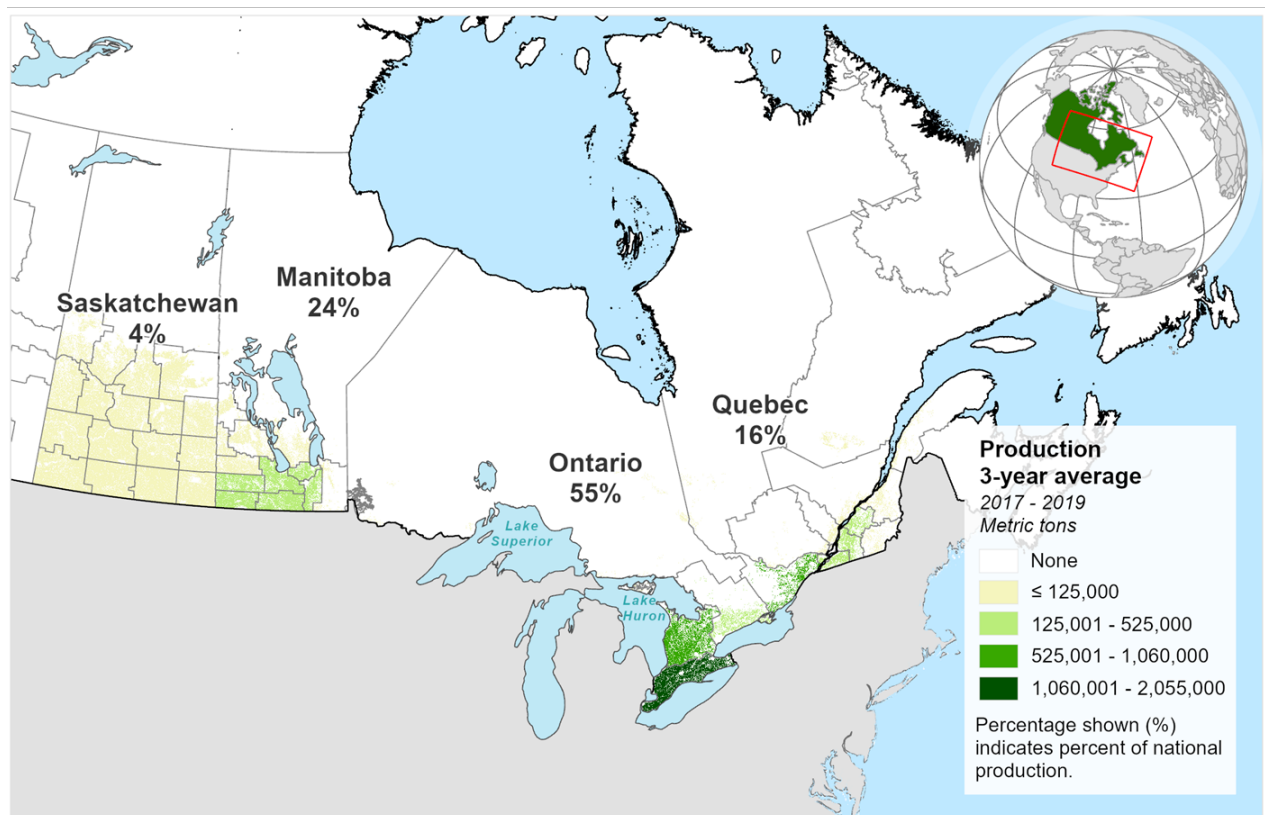 Manitoba
24%
Saskatchewan
4%
Quebec
16%
Ontario
55%
Lake
Superior
Lake
Huron
Production
3-year average
2017 - 2019
Metric tons
None
≤ 125,000
125,001 - 525,000
525,001 - 1,060,000
1,060,001 - 2,055,000
Percentage shown (%)
indicates percent of national
production.